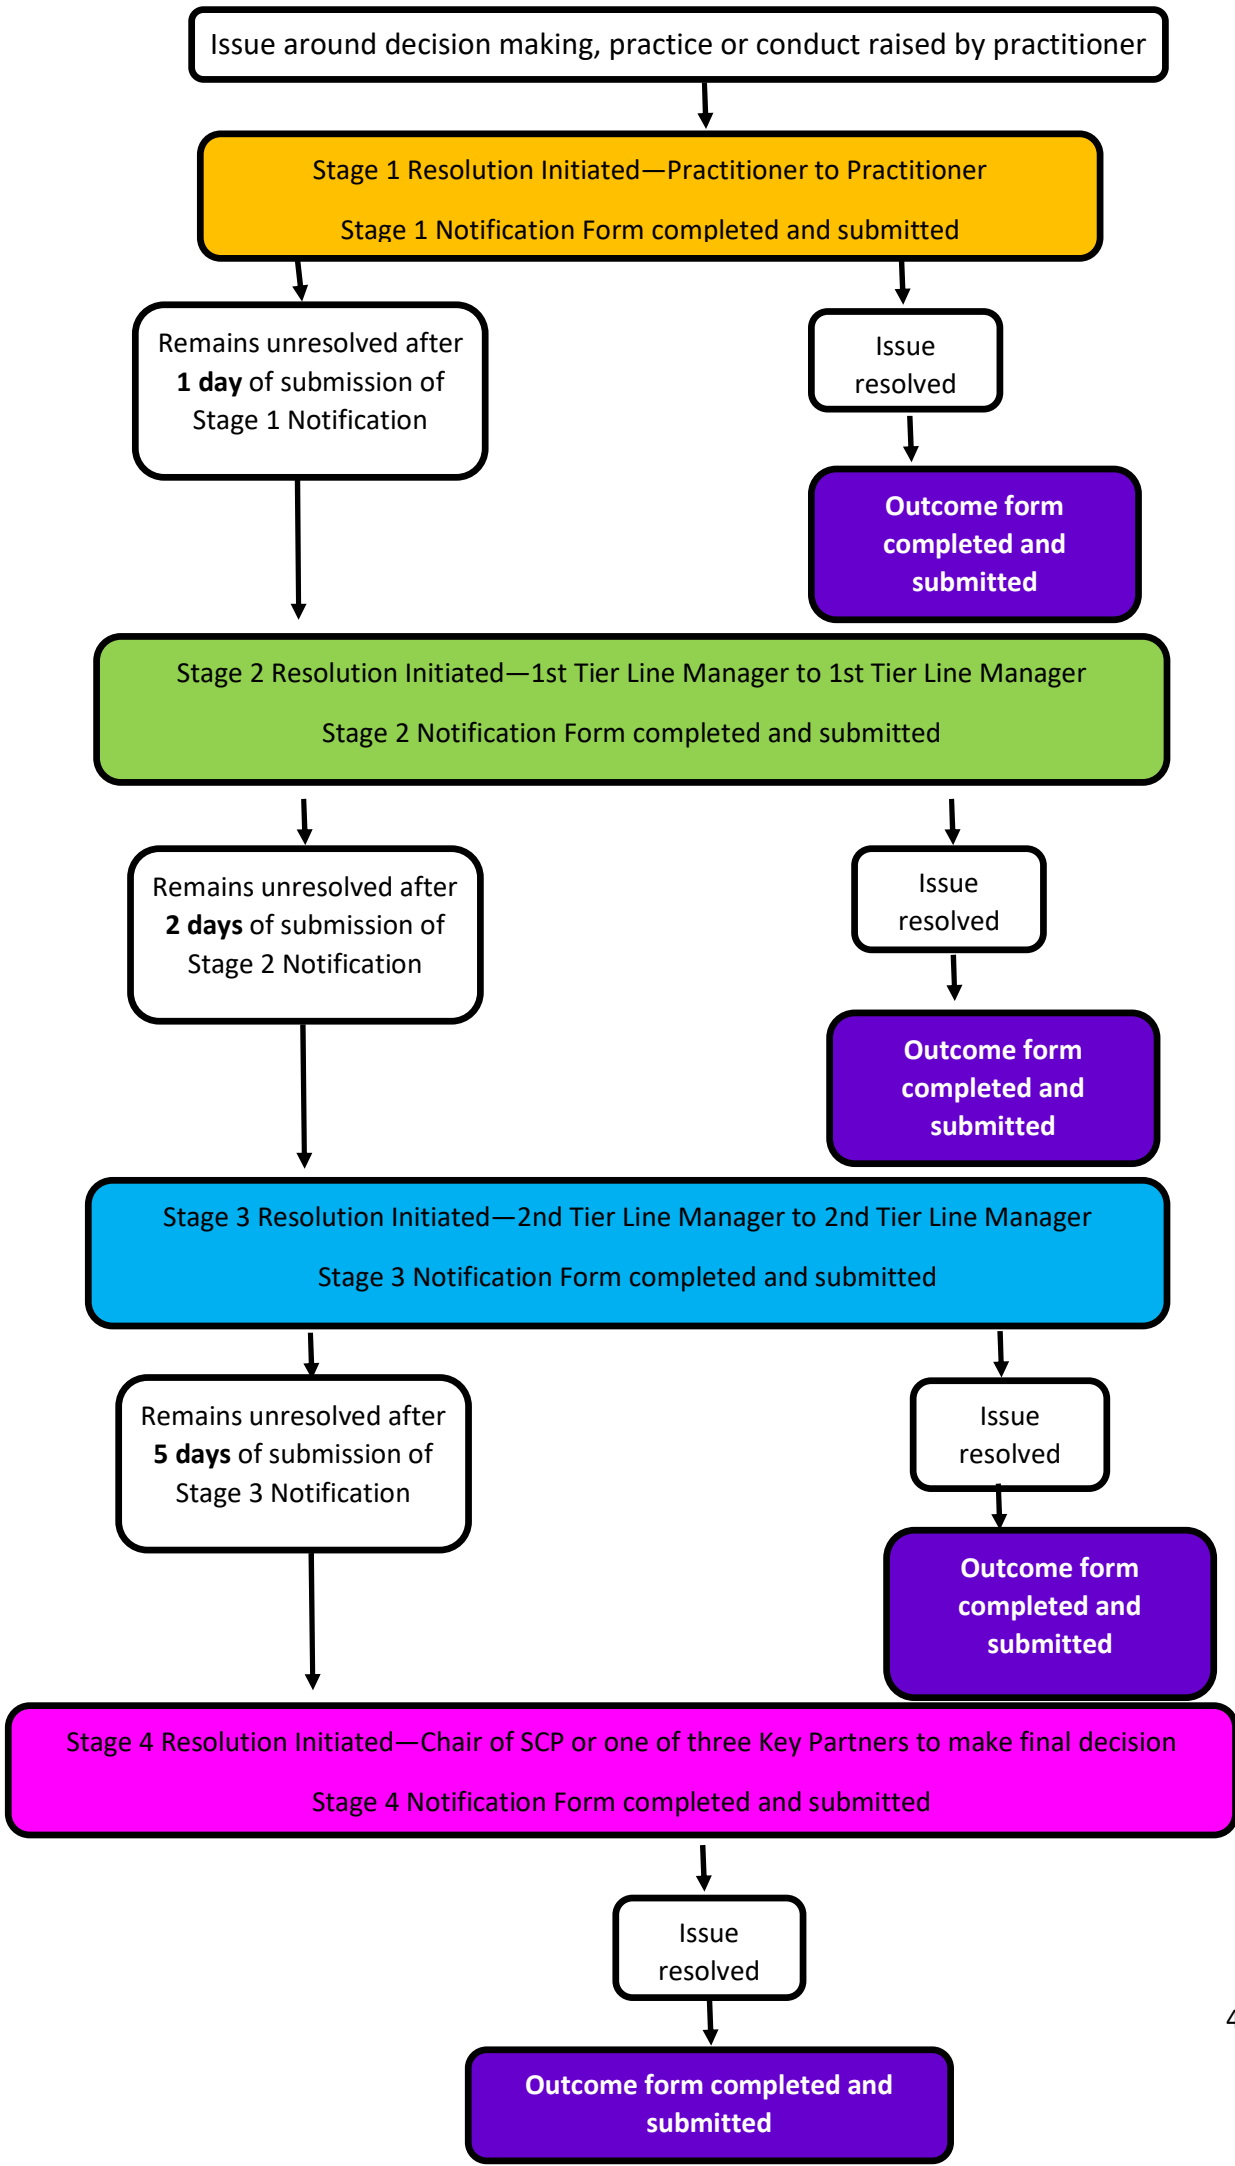 Issue around decision making, practice or conduct raised by practitioner
Stage 1 Resolution Initiated—Practitioner to Practitioner
Stage 1 Notification Form completed and submitted
Remains unresolved after
1 day of submission of
Stage 1 Notification
Issue
resolved
Outcome form
completed and
submitted
Stage 2 Resolution Initiated—1st Tier Line Manager to 1st Tier Line Manager
Stage 2 Notification Form completed and submitted
Remains unresolved after
2 days of submission of
Stage 2 Notification
Issue
resolved
Outcome form
completed and
submitted
Stage 3 Resolution Initiated—2nd Tier Line Manager to 2nd Tier Line Manager
Stage 3 Notification Form completed and submitted
Remains unresolved after
5 days of submission of
Stage 3 Notification
Issue
resolved
Outcome form
completed and
submitted
Stage 4 Resolution Initiated—Chair of SCP or one of three Key Partners to make final decision
Stage 4 Notification Form completed and submitted
Issue
resolved
4
Outcome form completed and
submitted